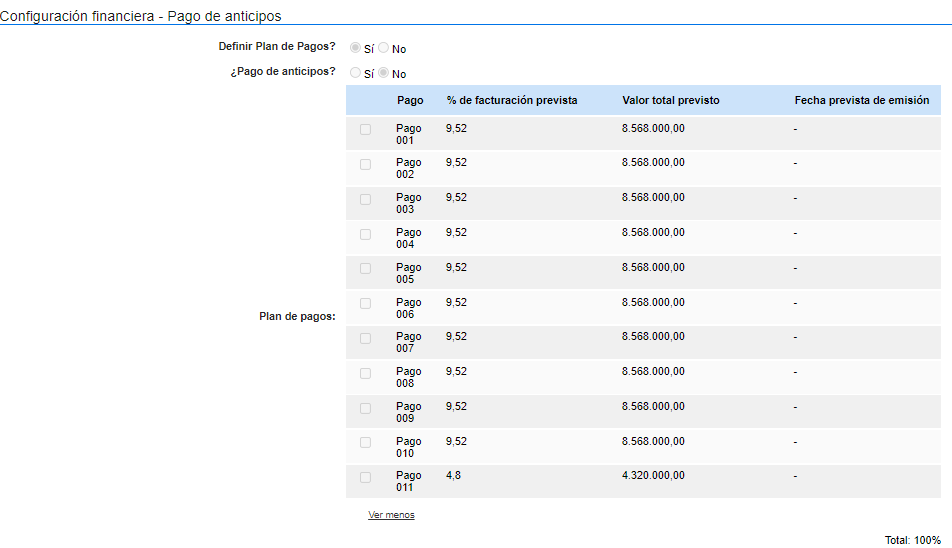 Configuración financiera - Pago de anticipos
Definir Plan de Pagos? Sí No
¿Pago de anticipos? Sí No
Pago % de facturación prevista Valor total previsto Fecha prevista de emisión
Pago 9,52 8.568.000,00 -
001
Pago 9,52 8.568.000,00 -
002
Pago 9,52 8.568.000,00 -
003
Pago 9,52 8.568.000,00 -
004
Pago 9,52 8.568.000,00 -
005
Plan de pagos:
Pago 9,52 8.568.000,00 -
006
Pago 9,52 8.568.000,00 -
007
Pago 9,52 8.568.000,00 -
008
Pago 9,52 8.568.000,00 -
009
Pago 9,52 8.568.000,00 -
010
Pago 4,8 4.320.000,00 -
011
Ver menos
Total: 100%